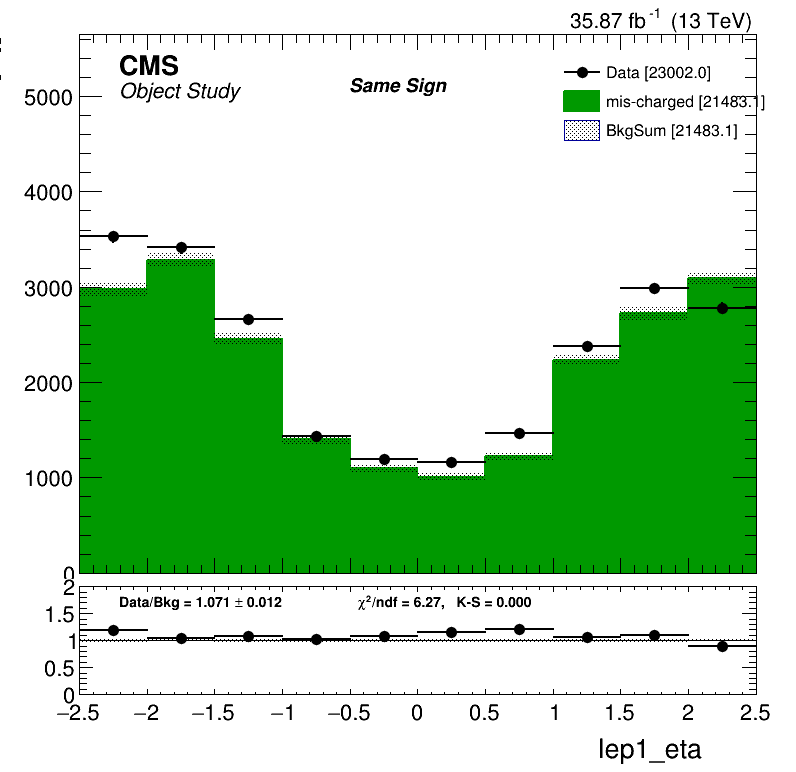 35.87 fb-1 (13 TeV)
CMS
Object Study
Same Sign
Data [23002.0]
mis-charged [21483.1]
BkgSum [21483.1]
5000
4000
3000
2000
1000
0
Data/Bkg = 1.071 ± 0.012
χ2/ndf = 6.27, K-S = 0.000
2
1.5
1
0.5
0
−2.5 −2 −1.5 −1 −0.5 0 0.5 1 1.5 2 2.5
lep1_eta